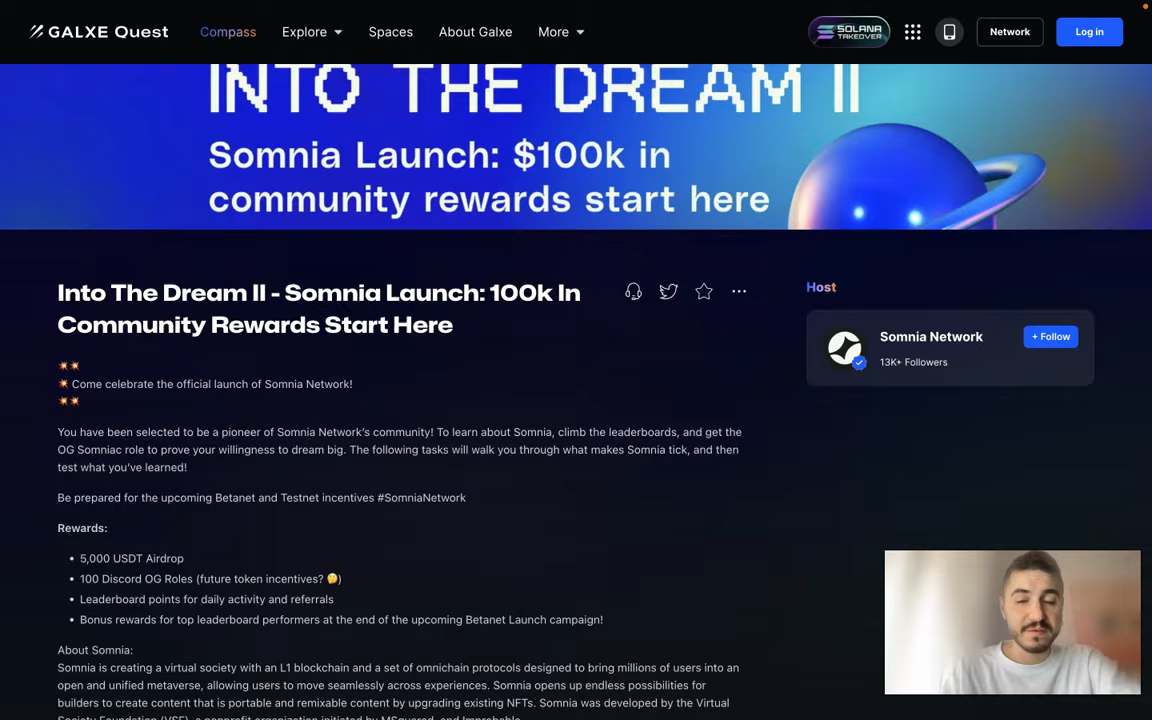 GALXE Quest
Compass
Explore
Spaces
About Galxe
More
SOLANA
TAKEOVER
Network
Log in
INTO THE DREAM II
Somnia Launch: $100k in
community rewards start here
Into The Dream II - Somnia Launch: 100k In
Community Rewards Start Here
Host
Somnia Network
+ Follow
13K+ Followers
💥💥
💥 Come celebrate the official launch of Somnia Network!
💥💥
You have been selected to be a pioneer of Somnia Network's community! To learn about Somnia, climb the leaderboards, and get the
OG Somniac role to prove your willingness to dream big. The following tasks will walk you through what makes Somnia tick, and then
test what you've learned!
Be prepared for the upcoming Betanet and Testnet incentives #SomniaNetwork
Rewards:
• 5,000 USDT Airdrop
• 100 Discord OG Roles (future token incentives? 🤔)
• Leaderboard points for daily activity and referrals
• Bonus rewards for top leaderboard performers at the end of the upcoming Betanet Launch campaign!
About Somnia:
Somnia is creating a virtual society with an L1 blockchain and a set of omnichain protocols designed to bring millions of users into an
open and unified metaverse, allowing users to move seamlessly across experiences. Somnia opens up endless possibilities for
builders to create content that is portable and remixable content by upgrading existing NFTs. Somnia was developed by the Virtual
Society Foundation (VSF), a nonprofit organization initiated by MSquared, and Improbable.